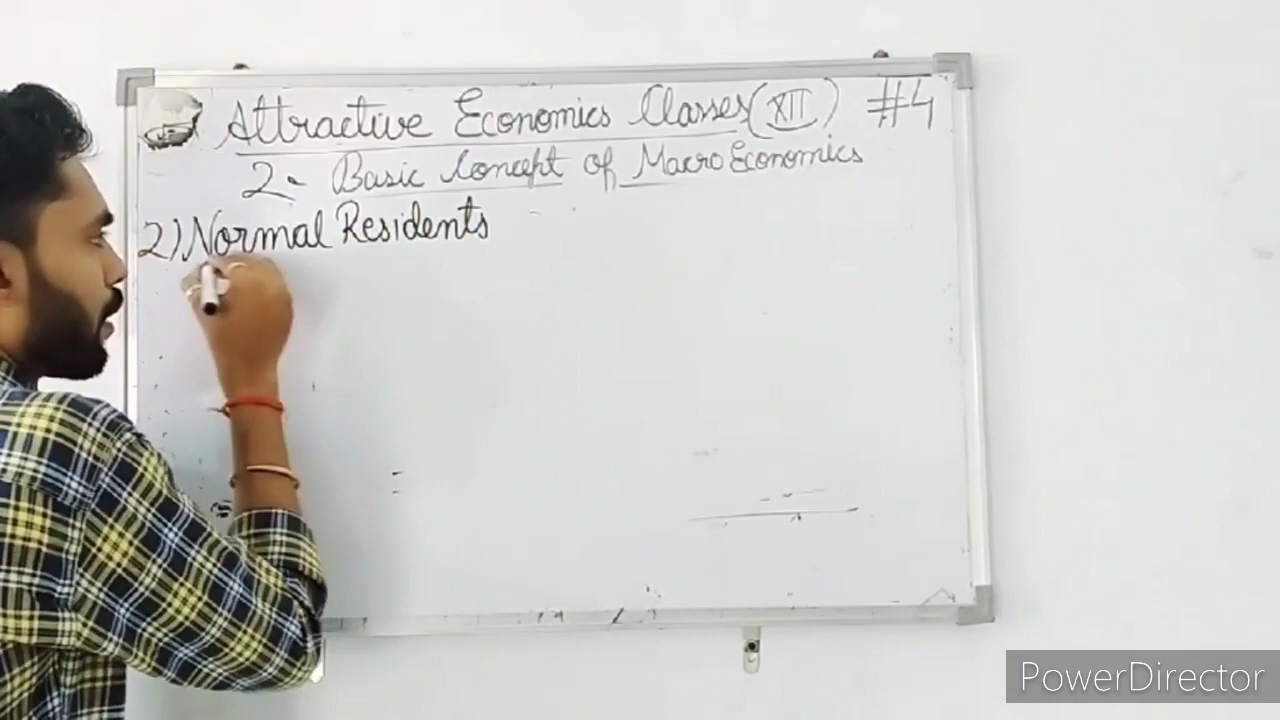 Attractive Economics Classes (XII) #4
2. Basic Concept of Macro Economics
2) Normal Residents
PowerDirector